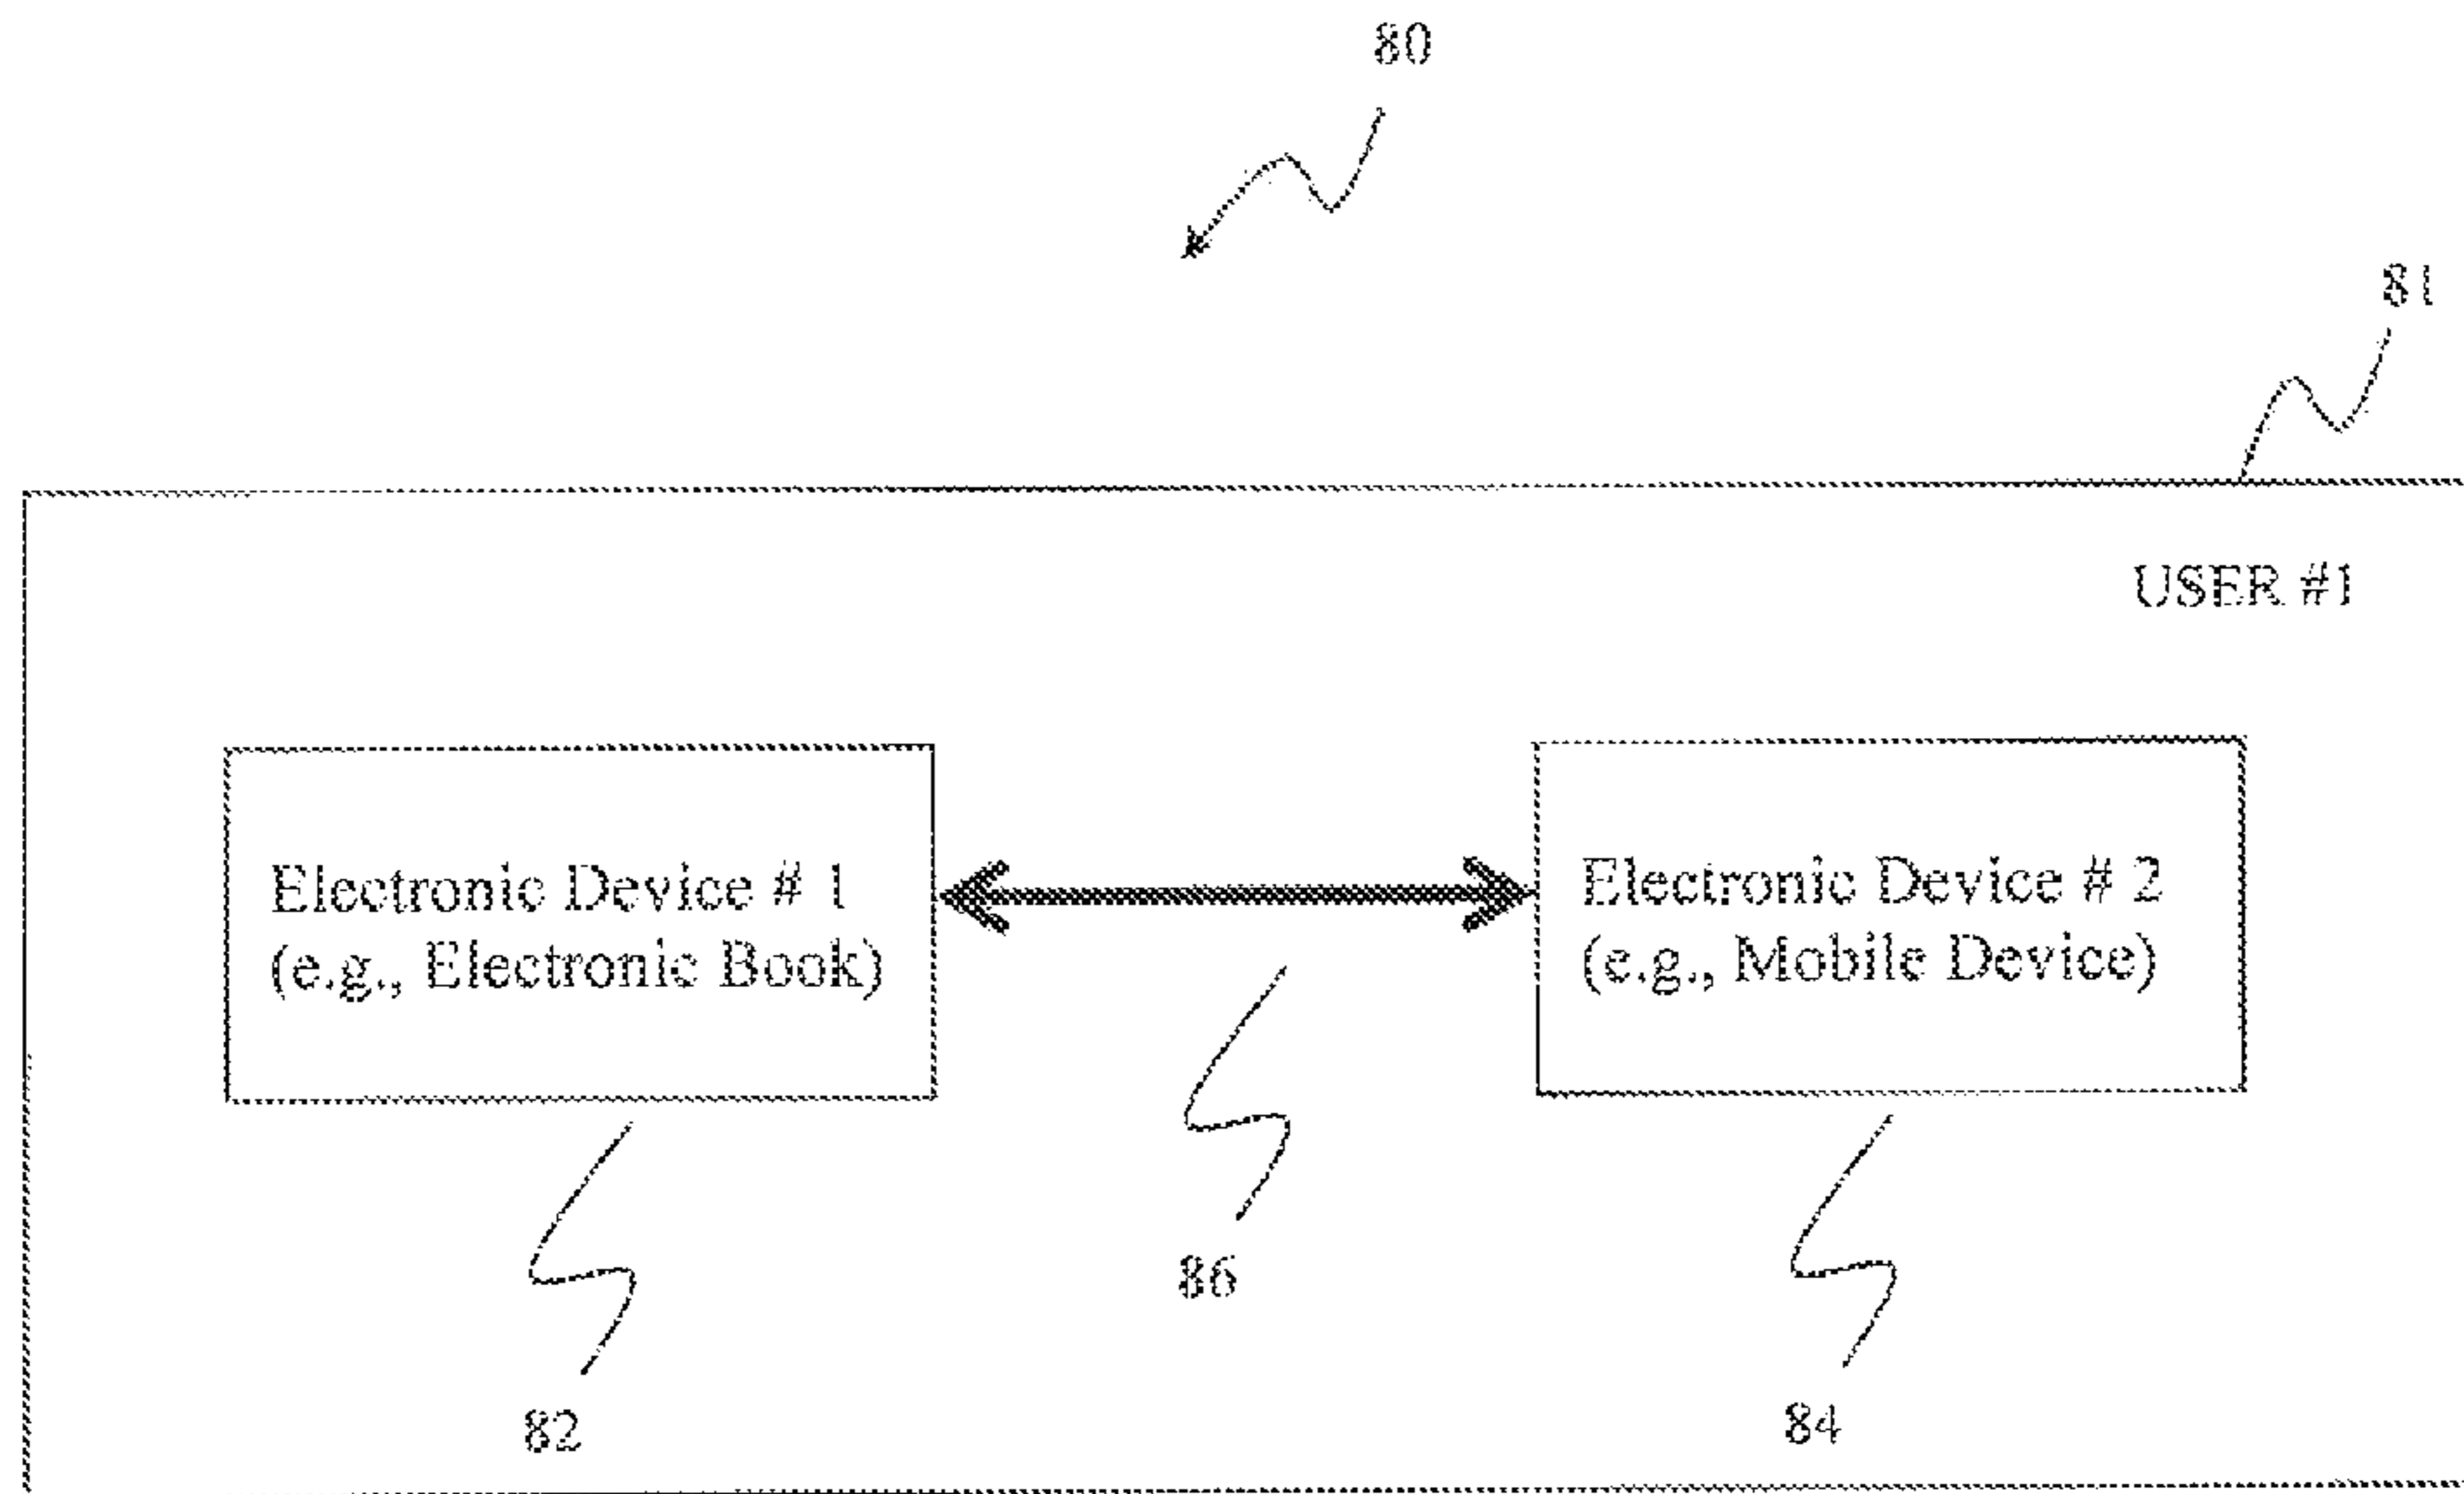 80
81
USER #1
Electronic Device # 1
(e.g., Electronic Book)
Electronic Device # 2
(e.g., Mobile Device)
86
82
84